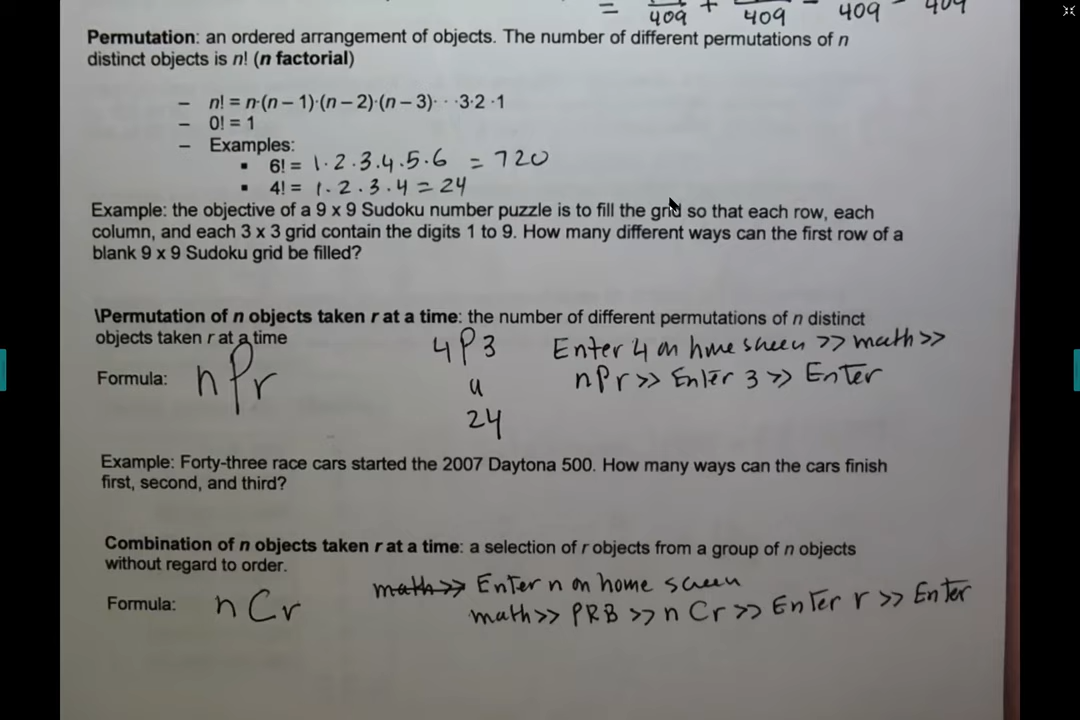 = 409 + 409 - 409 - 409
Permutation: an ordered arrangement of objects. The number of different permutations of n
distinct objects is n! (n factorial)
– n! = n·(n – 1)·(n – 2)·(n – 3)· · ·3·2 ·1
– 0! = 1
– Examples:
▪ 6! = 1·2·3·4·5·6 = 720
▪ 4! = 1·2·3·4 = 24
Example: the objective of a 9 x 9 Sudoku number puzzle is to fill the grid so that each row, each
column, and each 3 x 3 grid contain the digits 1 to 9. How many different ways can the first row of a
blank 9 x 9 Sudoku grid be filled?
\Permutation of n objects taken r at a time: the number of different permutations of n distinct
objects taken r at a time
4P3 Enter 4 on home screen >> math >>
Formula: nPr nPr >> Enter 3 >> Enter
24
Example: Forty-three race cars started the 2007 Daytona 500. How many ways can the cars finish
first, second, and third?
Combination of n objects taken r at a time: a selection of r objects from a group of n objects
without regard to order.
math >> Enter n on home screen
Formula: nCr math >> PRB >> nCr >> Enter r >> Enter